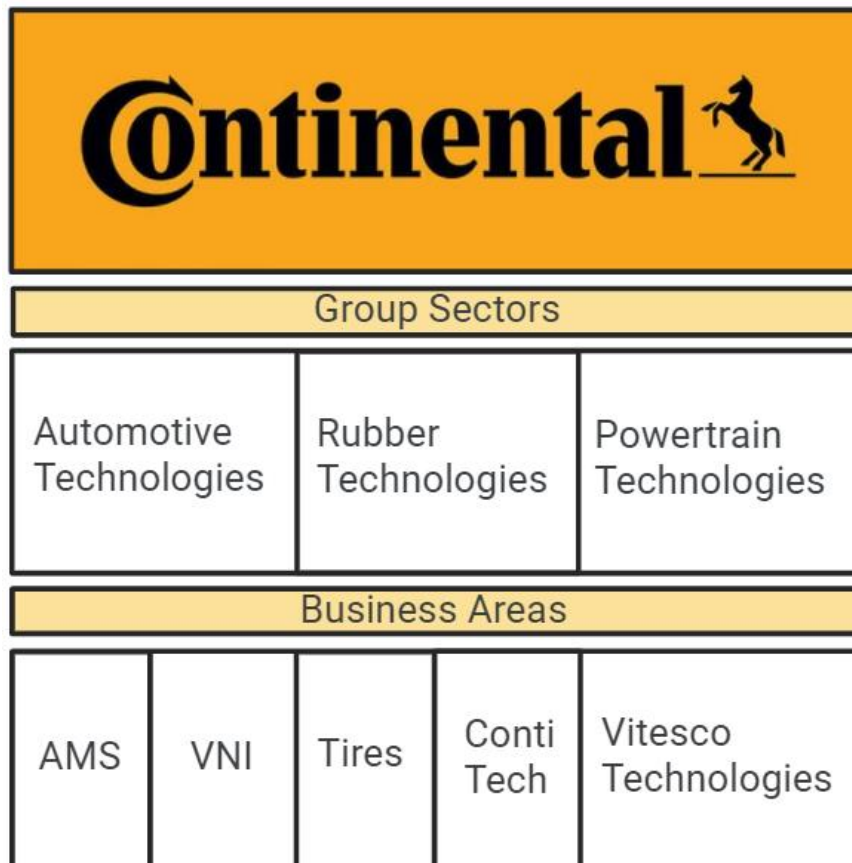 Continental
Group Sectors
Automotive
Technologies
Rubber
Technologies
Powertrain
Technologies
Business Areas
AMS
VNI
Tires
Conti
Tech
Vitesco
Technologies